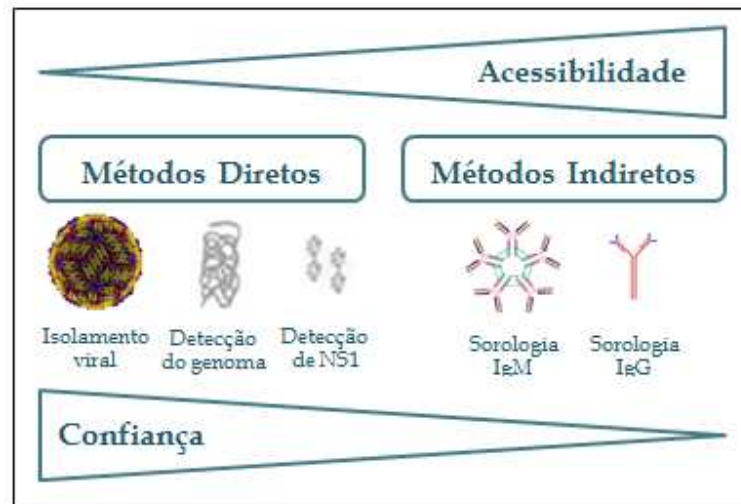 Acessibilidade
Métodos Diretos
Métodos Indiretos
Isolamento
viral
Detecção
do genoma
Detecção
de NS1
Sorologia
IgM
Sorologia
IgG
Confiança